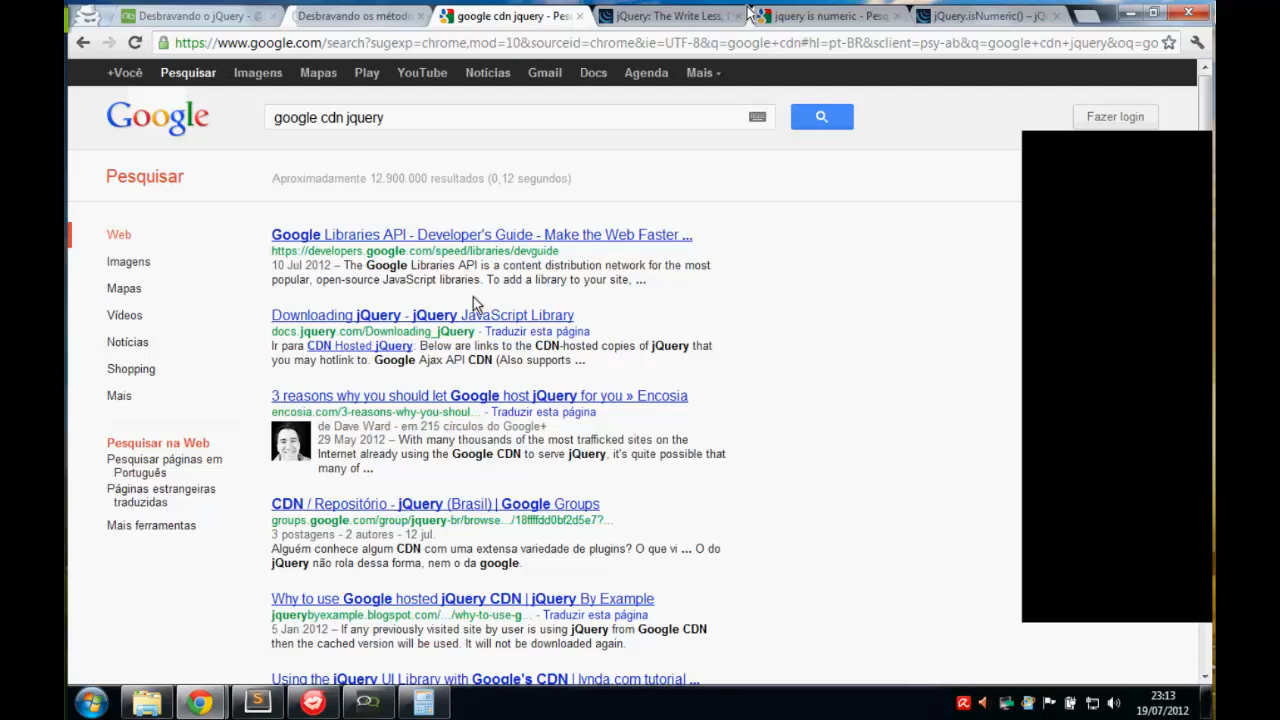 Desbravando o jQuery - @
Desbravando os método
google cdn jquery - Pes
jQuery: The Write Less,
jquery is numeric - Pesq
jQuery.isNumeric() – jQ
https://www.google.com/search?sugexp=chrome,mod=10&sourceid=chrome&ie=UTF-8&q=google+cdn#hl=pt-BR&sclient=psy-ab&q=google+cdn+jquery&oq=go
+Você Pesquisar Imagens Mapas Play YouTube Notícias Gmail Docs Agenda Mais
Google
google cdn jquery
Fazer login
Pesquisar
Aproximadamente 12.900.000 resultados (0,12 segundos)
Web
Imagens
Mapas
Vídeos
Notícias
Shopping
Mais
Pesquisar na Web
Pesquisar páginas em
Português
Páginas estrangeiras
traduzidas
Mais ferramentas
Google Libraries API - Developer's Guide - Make the Web Faster ...
https://developers.google.com/speed/libraries/devguide
10 Jul 2012 – The Google Libraries API is a content distribution network for the most
popular, open-source JavaScript libraries. To add a library to your site, ...
Downloading jQuery - jQuery JavaScript Library
docs.jquery.com/Downloading_jQuery - Traduzir esta página
Ir para CDN Hosted jQuery: Below are links to the CDN-hosted copies of jQuery that
you may hotlink to. Google Ajax API CDN (Also supports ...
3 reasons why you should let Google host jQuery for you » Encosia
encosia.com/3-reasons-why-you-shoul... - Traduzir esta página
de Dave Ward - em 215 círculos do Google+
29 May 2012 – With many thousands of the most trafficked sites on the
Internet already using the Google CDN to serve jQuery, it's quite possible that
many of ...
CDN / Repositório - jQuery (Brasil) | Google Groups
groups.google.com/group/jquery-br/browse.../18ffffdd0bf2d5e7?...
3 postagens - 2 autores - 12 jul.
Alguém conhece algum CDN com uma extensa variedade de plugins? O que vi ... O do
jQuery não rola dessa forma, nem o da google.
Why to use Google hosted jQuery CDN | jQuery By Example
jquerybyexample.blogspot.com/.../why-to-use-g... - Traduzir esta página
5 Jan 2012 – If any previously visited site by user is using jQuery from Google CDN
then the cached version will be used. It will not be downloaded again.
Using the jQuery UI Library with Google's CDN | lynda.com tutorial ...
23:13
19/07/2012